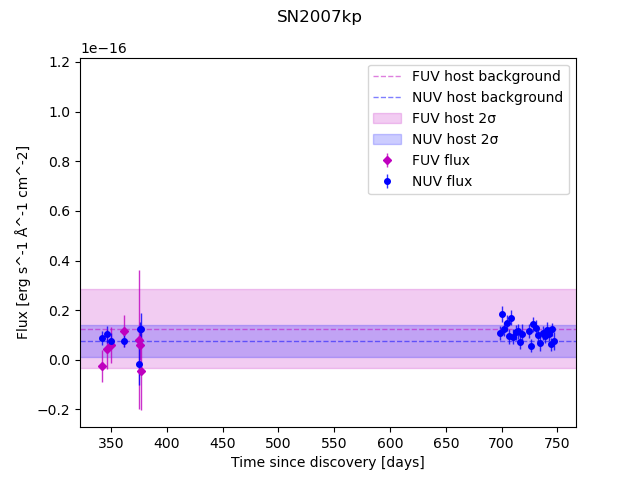 SN2007kp
1e−16
1.2
1.0
0.8
0.6
0.4
0.2
0.0
−0.2
Flux [erg s^-1 Å^-1 cm^-2]
FUV host background
NUV host background
FUV host 2σ
NUV host 2σ
FUV flux
NUV flux
350 400 450 500 550 600 650 700 750
Time since discovery [days]